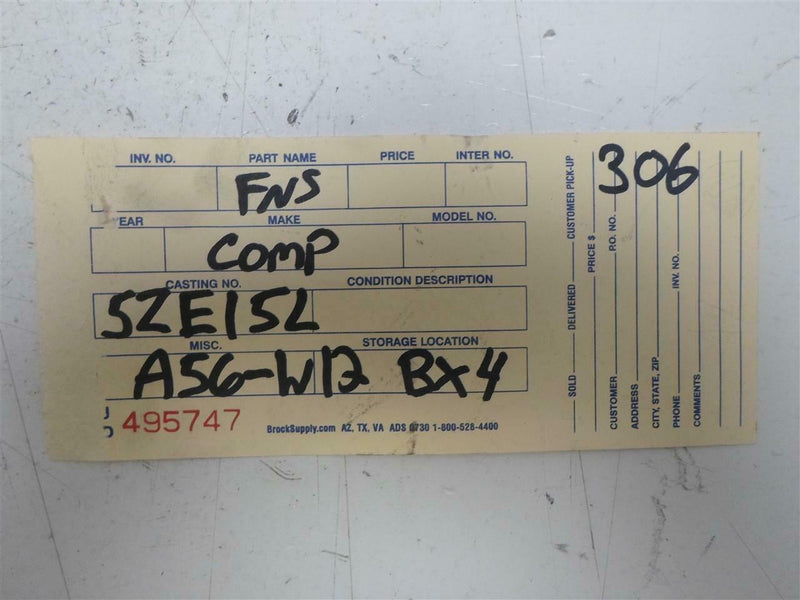 INV. NO. PART NAME PRICE INTER NO.
FNS
EAR MAKE MODEL NO.
COMP
CASTING NO. CONDITION DESCRIPTION
5ZE15L
MISC. STORAGE LOCATION
A56-W12 BX4
495747
BrockSupply.com AZ, TX, VA ADS 0730 1-800-528-4400
SOLD DELIVERED CUSTOMER PICK-UP
PRICE $
306
CUSTOMER P.O. NO.
ADDRESS
CITY, STATE, ZIP
PHONE INV. NO.
COMMENTS